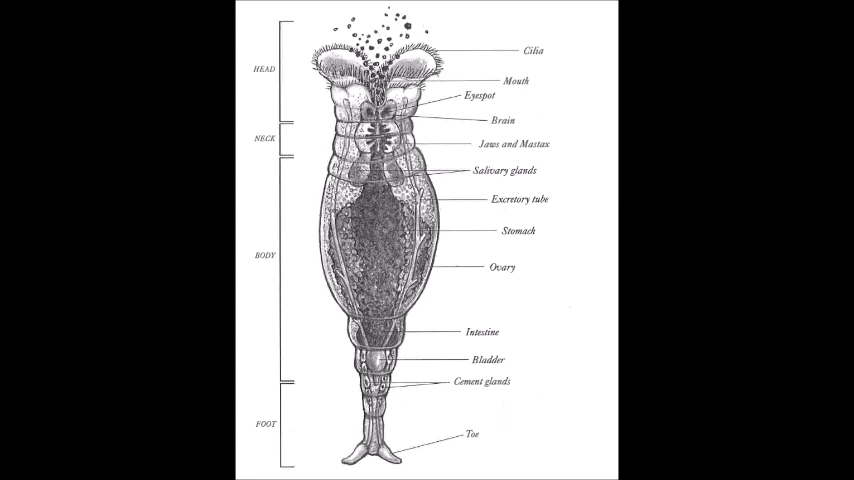 Cilia
HEAD
Mouth
Eyespot
Brain
NECK
Jaws and Mastax
Salivary glands
Excretory tube
Stomach
BODY
Ovary
Intestine
Bladder
Cement glands
FOOT
Toe